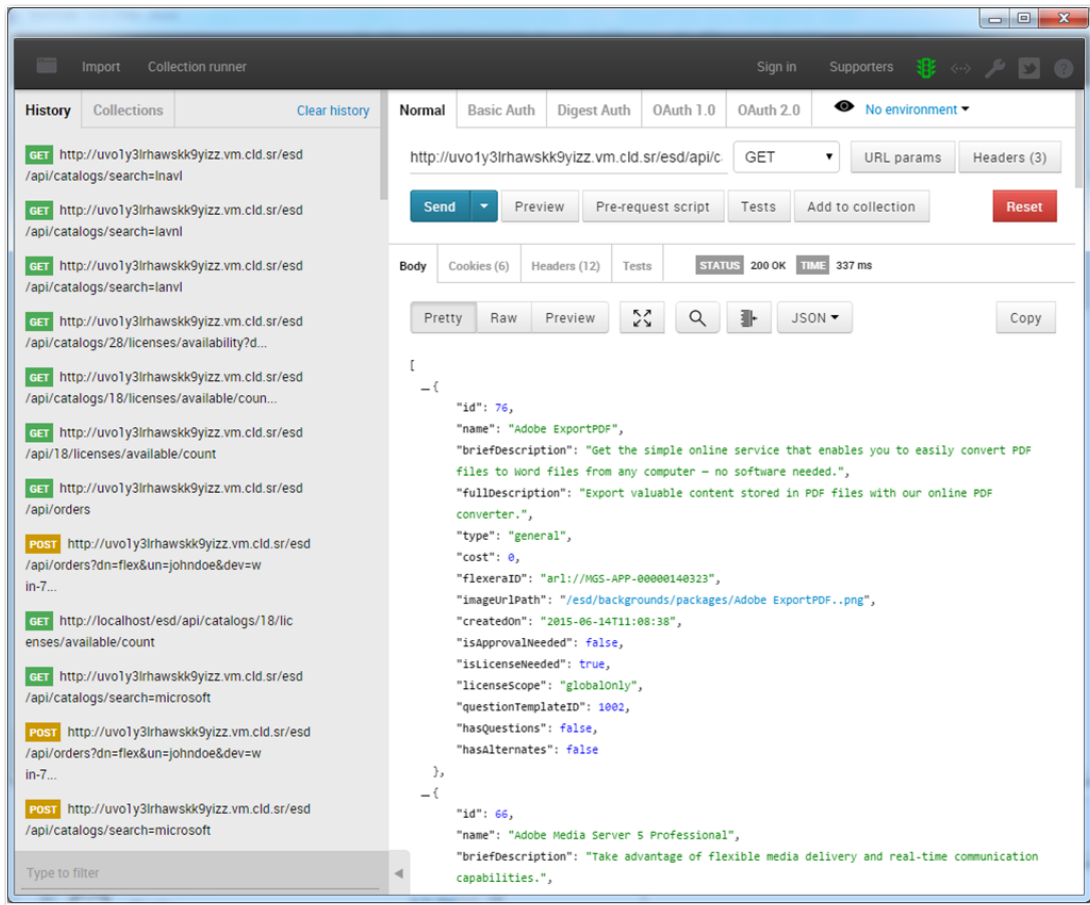 Import Collection runner Sign in Supporters
History Collections Clear history
GET http://uvo1y3lrhawskk9yizz.vm.cld.sr/esd
/api/catalogs/search=lnavl
GET http://uvo1y3lrhawskk9yizz.vm.cld.sr/esd
/api/catalogs/search=lavnl
GET http://uvo1y3lrhawskk9yizz.vm.cld.sr/esd
/api/catalogs/search=lanvl
GET http://uvo1y3lrhawskk9yizz.vm.cld.sr/esd
/api/catalogs/28/licenses/availability?d...
GET http://uvo1y3lrhawskk9yizz.vm.cld.sr/esd
/api/catalogs/18/licenses/available/coun...
GET http://uvo1y3lrhawskk9yizz.vm.cld.sr/esd
/api/18/licenses/available/count
GET http://uvo1y3lrhawskk9yizz.vm.cld.sr/esd
/api/orders
POST http://uvo1y3lrhawskk9yizz.vm.cld.sr/esd
/api/orders?dn=flex&un=johndoe&dev=w
in-7...
GET http://localhost/esd/api/catalogs/18/lic
enses/available/count
GET http://uvo1y3lrhawskk9yizz.vm.cld.sr/esd
/api/catalogs/search=microsoft
POST http://uvo1y3lrhawskk9yizz.vm.cld.sr/esd
/api/orders?dn=flex&un=johndoe&dev=w
in-7...
POST http://uvo1y3lrhawskk9yizz.vm.cld.sr/esd
/api/catalogs/search=microsoft
Type to filter
Normal Basic Auth Digest Auth OAuth 1.0 OAuth 2.0 No environment
http://uvo1y3lrhawskk9yizz.vm.cld.sr/esd/api/c GET URL params Headers (3)
Send Preview Pre-request script Tests Add to collection Reset
Body Cookies (6) Headers (12) Tests STATUS 200 OK TIME 337 ms
Pretty Raw Preview JSON Copy
[
{
"id": 76,
"name": "Adobe ExportPDF",
"briefDescription": "Get the simple online service that enables you to easily convert PDF
files to Word files from any computer – no software needed.",
"fullDescription": "Export valuable content stored in PDF files with our online PDF
converter.",
"type": "general",
"cost": 0,
"flexeraID": "arl://MGS-APP-00000140323",
"imageUrlPath": "/esd/backgrounds/packages/Adobe ExportPDF..png",
"createdOn": "2015-06-14T11:08:38",
"isApprovalNeeded": false,
"isLicenseNeeded": true,
"licenseScope": "globalOnly",
"questionTemplateID": 1002,
"hasQuestions": false,
"hasAlternates": false
},
{
"id": 66,
"name": "Adobe Media Server 5 Professional",
"briefDescription": "Take advantage of flexible media delivery and real-time communication
capabilities.",